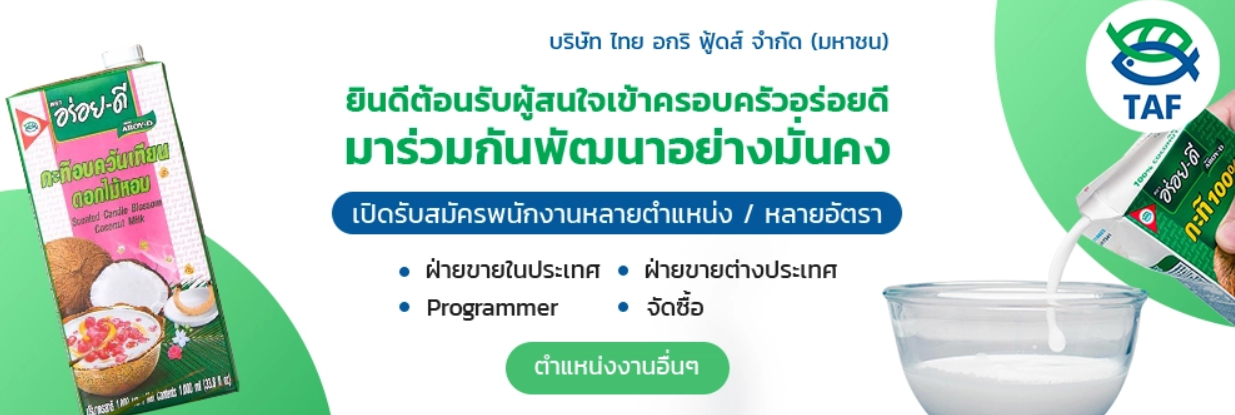 บริษัท ไทย อกริ ฟู้ดส์ จำกัด (มหาชน)
ยินดีต้อนรับผู้สนใจเข้าครอบครัวอร่อยดี
มาร่วมกันพัฒนาอย่างมั่นคง
เปิดรับสมัครพนักงานหลายตำแหน่ง / หลายอัตรา
• ฝ่ายขายในประเทศ • ฝ่ายขายต่างประเทศ
• Programmer • จัดซื้อ
ตำแหน่งงานอื่นๆ
ตรา
อร่อย-ดี
AROY-D
กะทิอบควันเทียน
ดอกไม้หอม
Scented Candle Blossom
Coconut Milk
TAF
100% COCONUT
ตรา
อร่อย-ดี
AROY-D
กะทิ 100%